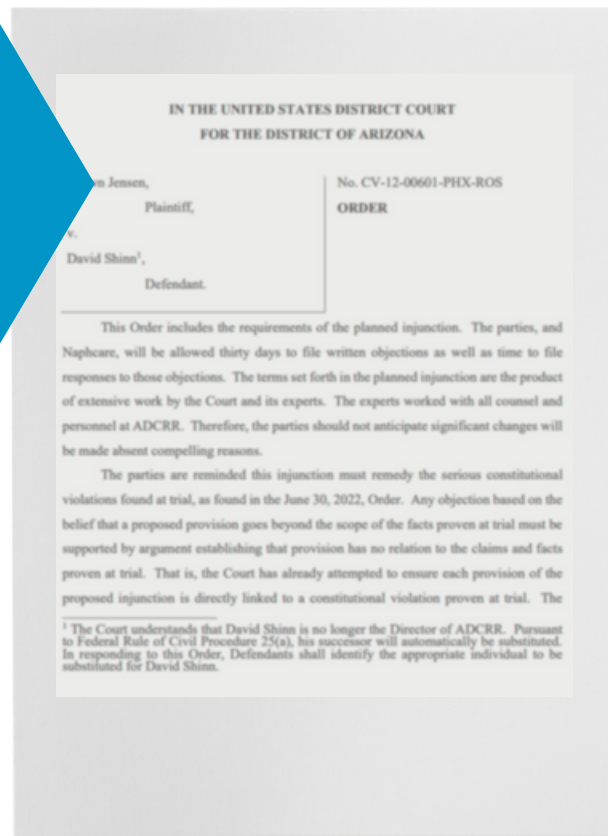 IN THE UNITED STATES DISTRICT COURT
FOR THE DISTRICT OF ARIZONA
n Jensen,
Plaintiff,
v.
David Shinn¹,
Defendant.
No. CV-12-00601-PHX-ROS
ORDER
This Order includes the requirements of the planned injunction. The parties, and
Naphcare, will be allowed thirty days to file written objections as well as time to file
responses to those objections. The terms set forth in the planned injunction are the product
of extensive work by the Court and its experts. The experts worked with all counsel and
personnel at ADCRR. Therefore, the parties should not anticipate significant changes will
be made absent compelling reasons.
The parties are reminded this injunction must remedy the serious constitutional
violations found at trial, as found in the June 30, 2022, Order. Any objection based on the
belief that a proposed provision goes beyond the scope of the facts proven at trial must be
supported by argument establishing that provision has no relation to the claims and facts
proven at trial. That is, the Court has already attempted to ensure each provision of the
proposed injunction is directly linked to a constitutional violation proven at trial. The
¹ The Court understands that David Shinn is no longer the Director of ADCRR. Pursuant
to Federal Rule of Civil Procedure 25(a), his successor will automatically be substituted.
In responding to this Order, Defendants shall identify the appropriate individual to be
substituted for David Shinn.